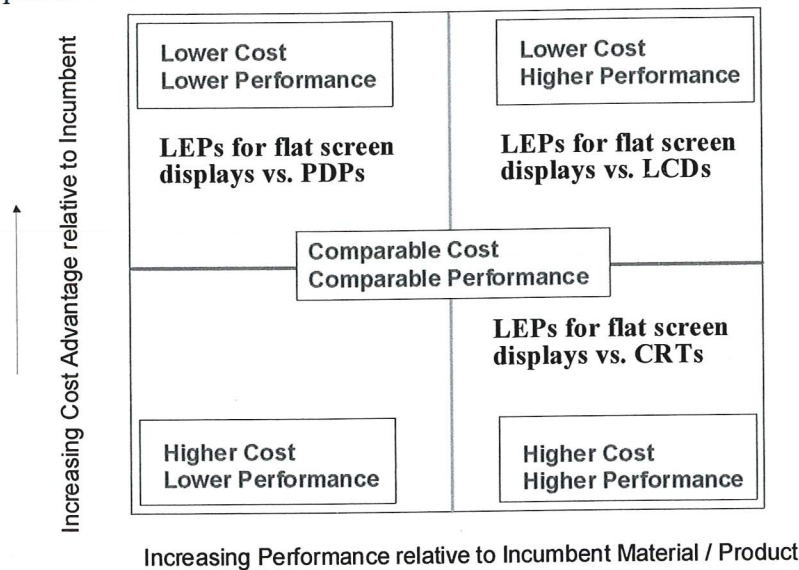 Lower Cost
Lower Performance
Lower Cost
Higher Performance
LEPs for flat screen
displays vs. PDPs
LEPs for flat screen
displays vs. LCDs
Comparable Cost
Comparable Performance
LEPs for flat screen
displays vs. CRTs
Higher Cost
Lower Performance
Higher Cost
Higher Performance
Increasing Cost Advantage relative to Incumbent
Increasing Performance relative to Incumbent Material / Product